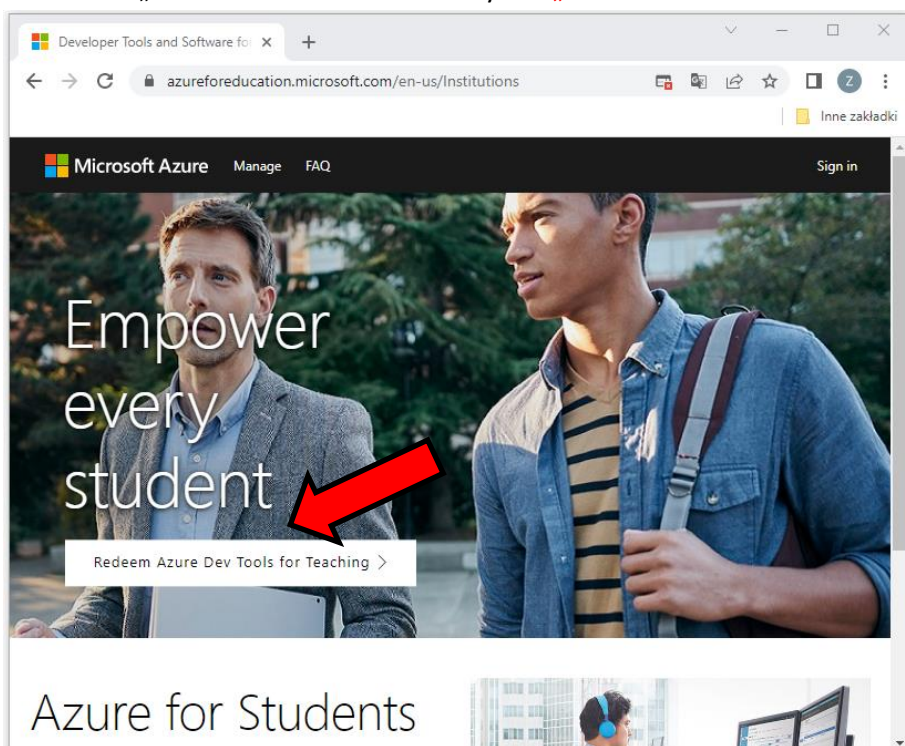 Developer Tools and Software fo
azureforeducation.microsoft.com/en-us/Institutions
Z
Inne zakładki
Microsoft Azure Manage FAQ Sign in
Empower
every
student
Redeem Azure Dev Tools for Teaching >
Azure for Students